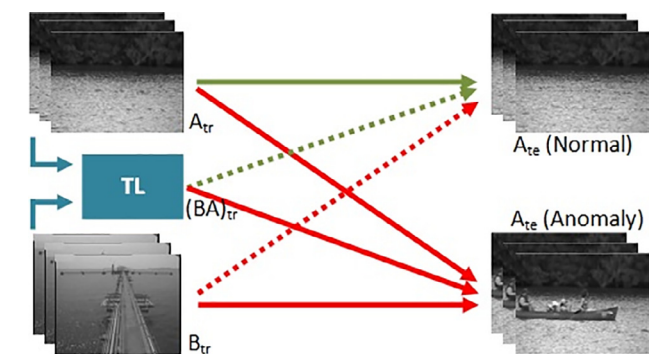 A_tr
A_te (Normal)
TL
(BA)_tr
A_te (Anomaly)
B_tr